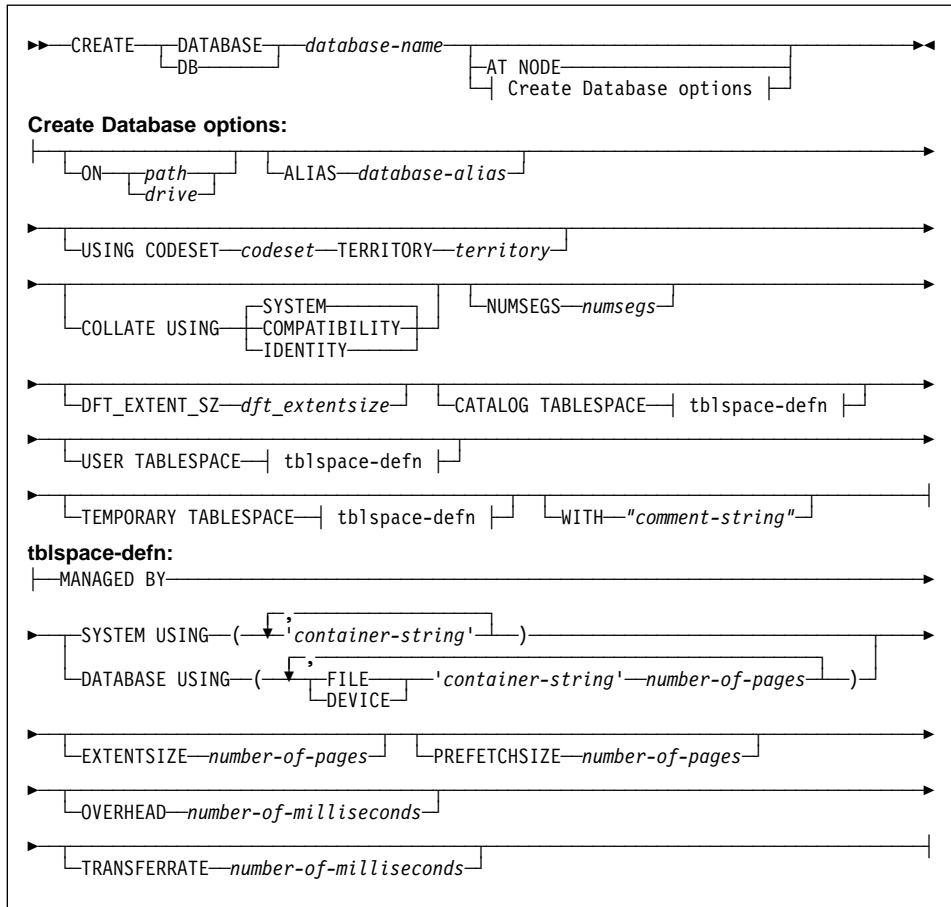 CREATE DATABASE database-name
DB AT NODE
Create Database options
Create Database options:
ON path ALIAS database-alias
drive
USING CODESET codeset TERRITORY territory
SYSTEM NUMSEGS numsegs
COLLATE USING COMPATIBILITY
IDENTITY
DFT_EXTENT_SZ dft_extentsize CATALOG TABLESPACE tblspace-defn
USER TABLESPACE tblspace-defn
TEMPORARY TABLESPACE tblspace-defn WITH "comment-string"
tblspace-defn:
MANAGED BY
,
SYSTEM USING ( 'container-string' )
,
DATABASE USING ( FILE 'container-string' number-of-pages )
DEVICE
EXTENTSIZE number-of-pages PREFETCHSIZE number-of-pages
OVERHEAD number-of-milliseconds
TRANSFERRATE number-of-milliseconds